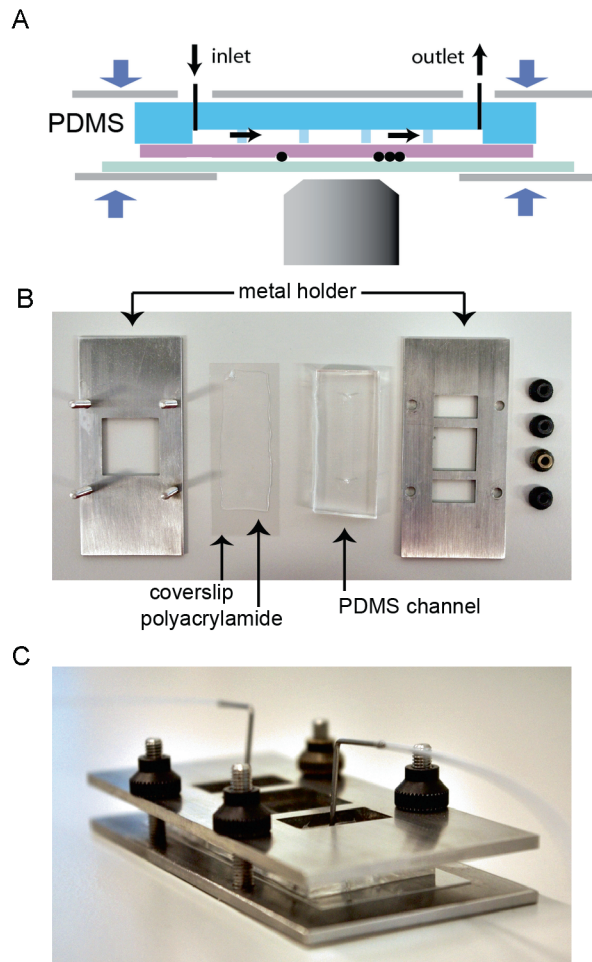 A
inlet
outlet
PDMS
B
metal holder
coverslip
polyacrylamide
PDMS channel
C